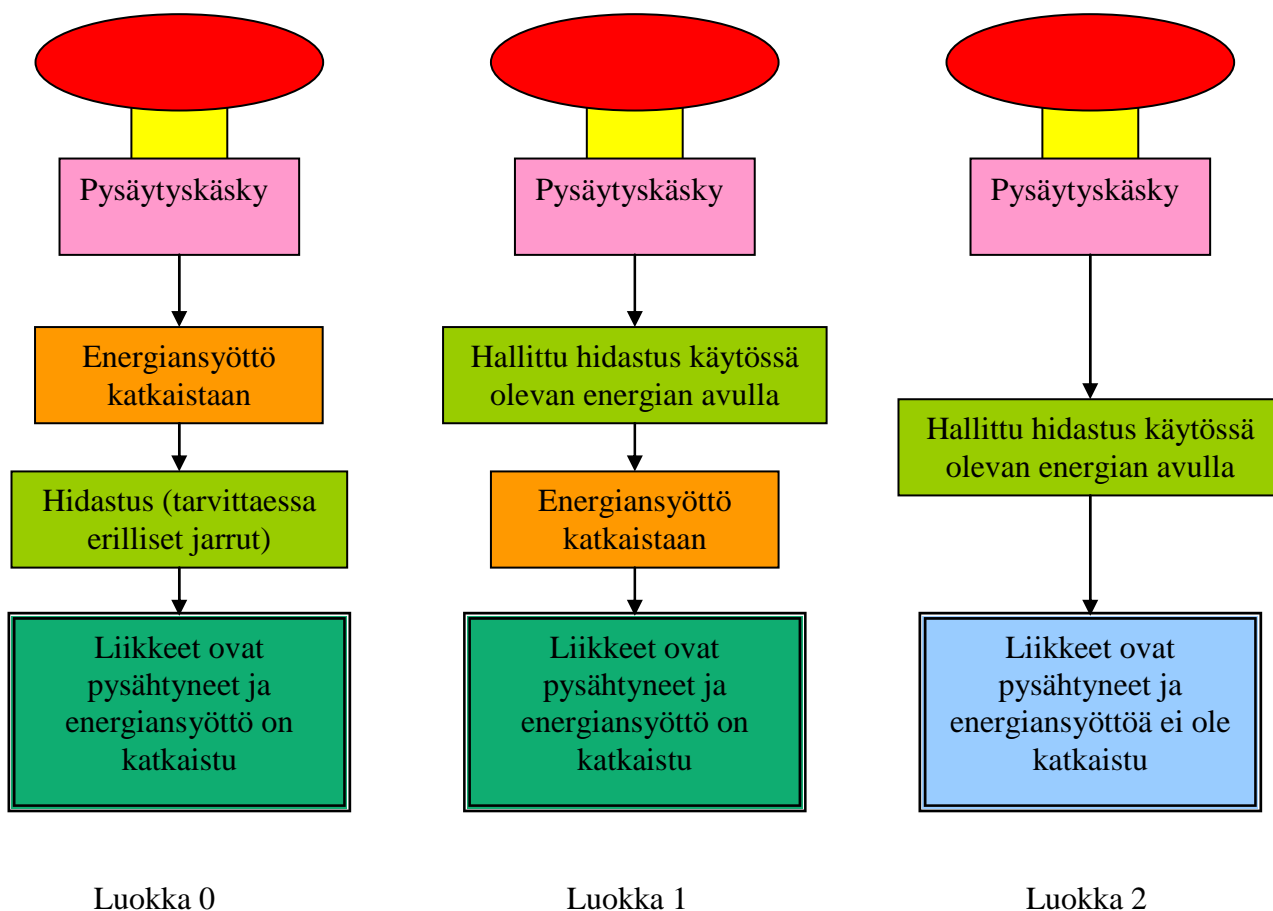 Pysäytyskäsky
Energiansyöttö
katkaistaan
Hidastus (tarvittaessa
erilliset jarrut)
Liikkeet ovat
pysähtyneet ja
energiansyöttö on
katkaistu
Luokka 0
Pysäytyskäsky
Hallittu hidastus käytössä
olevan energian avulla
Energiansyöttö
katkaistaan
Liikkeet ovat
pysähtyneet ja
energiansyöttö on
katkaistu
Luokka 1
Pysäytyskäsky
Hallittu hidastus käytössä
olevan energian avulla
Liikkeet ovat
pysähtyneet ja
energiansyöttöä ei ole
katkaistu
Luokka 2